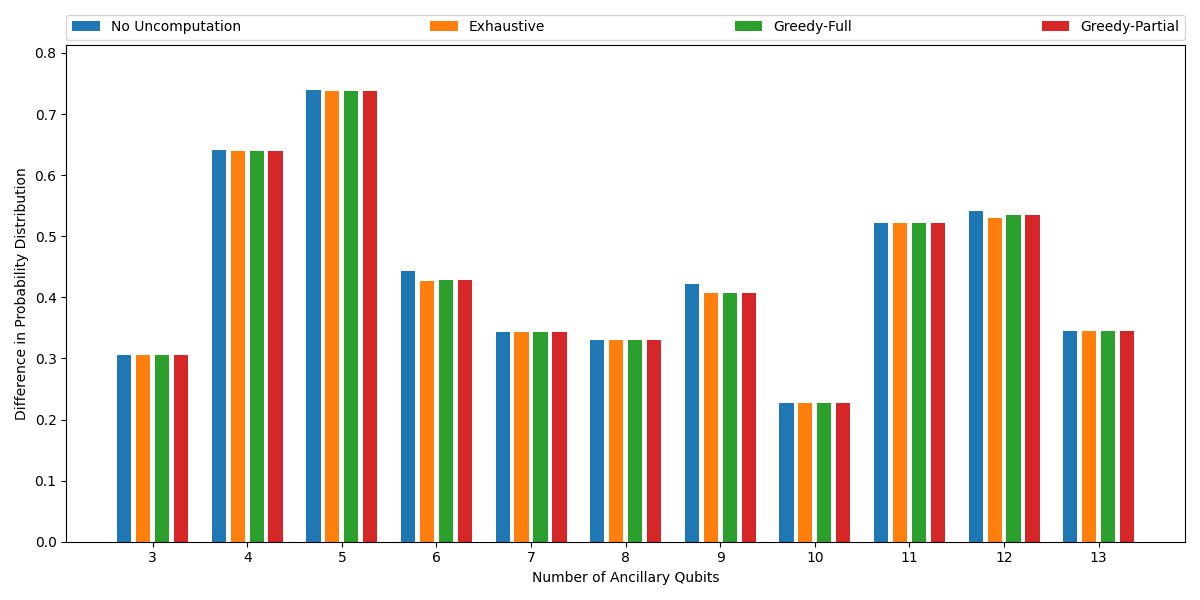 No Uncomputation Exhaustive Greedy-Full Greedy-Partial
Difference in Probability Distribution
0.8
0.7
0.6
0.5
0.4
0.3
0.2
0.1
0.0
3 4 5 6 7 8 9 10 11 12 13
Number of Ancillary Qubits